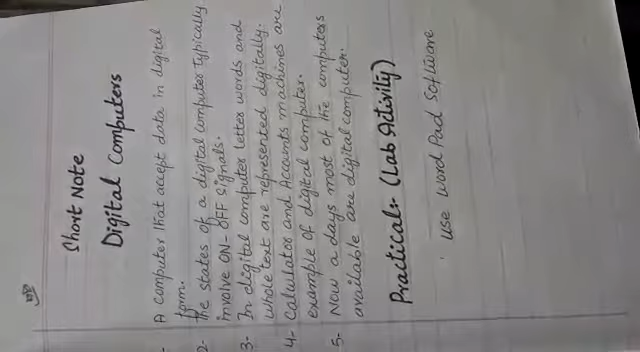 Short Note
Digital Computers
A computer that accept data in digital
form.
2- the states of a digital computer typically
involve ON-OFF signals.
3- In digital computer letter words and
whole text are represented digitally.
4- Calculator and Accounts machines are
example of digital computer.
5- Now a days most of the computers
available are digital computer.
Practical:- (Lab Activity)
Use Word Pad Software